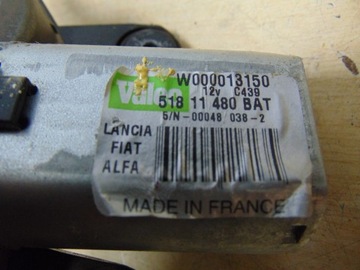 W000013150
Valeo
12v C439
518 11 480 BAT
S/N-00048 038-2
LANCIA
FIAT
ALFA
MADE IN FRANCE